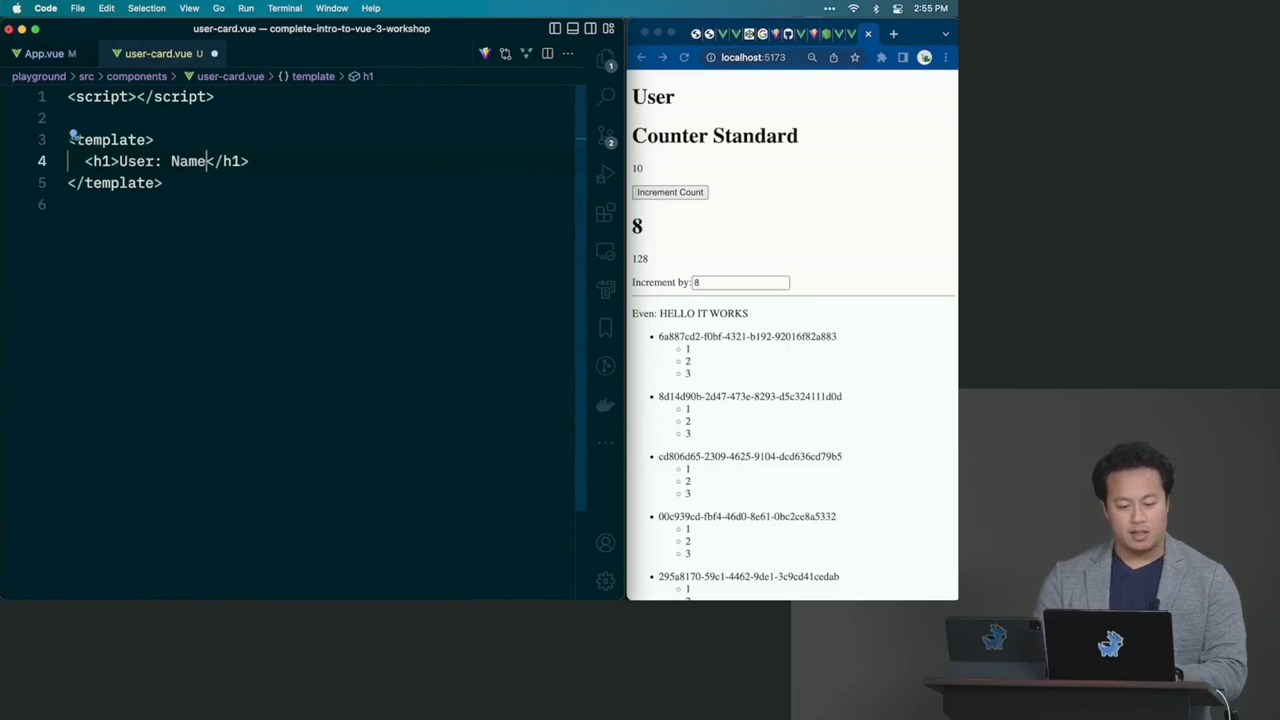 Code File Edit Selection View Go Run Terminal Window Help 2:55 PM
user-card.vue — complete-intro-to-vue-3-workshop
App.vue M user-card.vue U
playground > src > components > user-card.vue > {} template > h1
1 <script></script>
2
3 <template>
4 <h1>User: Name</h1>
5 </template>
6
1
2
localhost:5173
User
Counter Standard
10
Increment Count
8
128
Increment by: 8
Even: HELLO IT WORKS
6a887cd2-f0bf-4321-b192-92016f82a883
1
2
3
8d14d90b-2d47-473e-8293-d5c324111d0d
1
2
3
cd806d65-2309-4625-9104-dcd636cd79b5
1
2
3
00c939cd-fbf4-46d0-8e61-0bc2ce8a5332
1
2
3
295a8170-59c1-4462-9de1-3c9cd41cedab
1